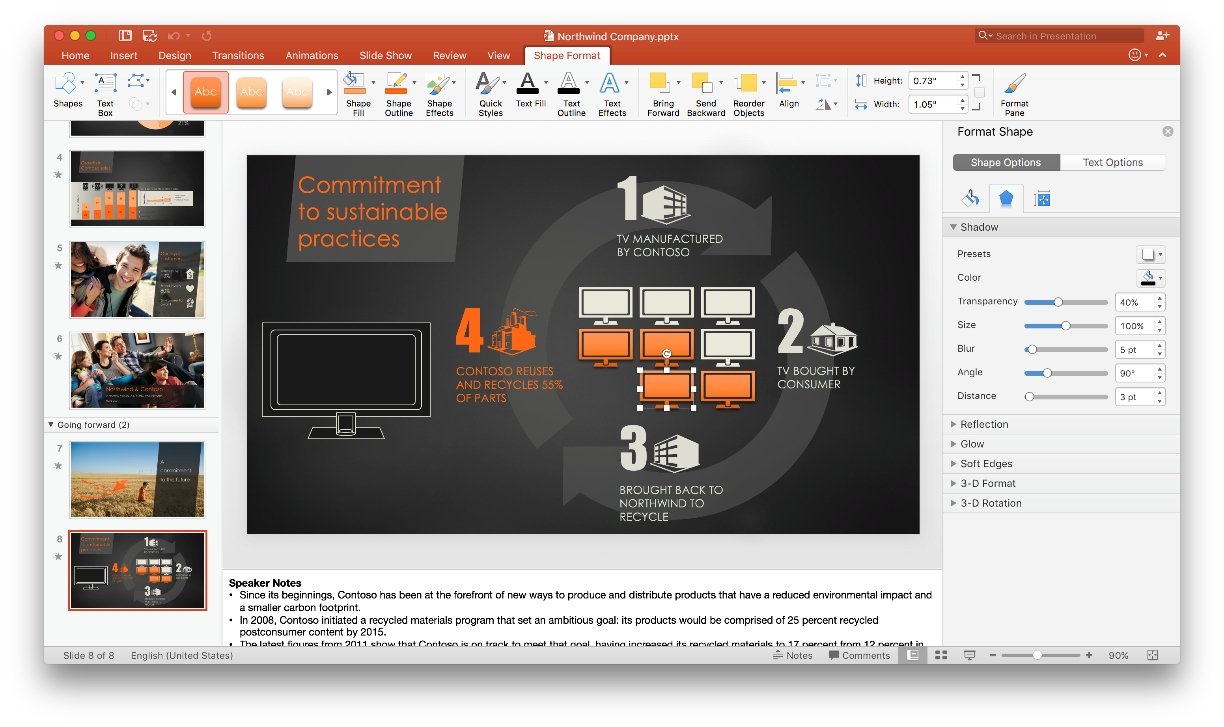 Northwind Company.pptx
Search in Presentation
Home Insert Design Transitions Animations Slide Show Review View Shape Format
Abc Abc Abc
Height: 0.73"
Width: 1.05"
Shapes
Text Box
Shape Fill
Shape Outline
Shape Effects
Quick Styles
Text Fill
Text Outline
Text Effects
Bring Forward
Send Backward
Reorder Objects
Align
Format Pane
4
5
6
Northwind & Contoso
Going forward (2)
7
A
commitment
to the future
8
Commitment
to sustainable
practices
1
TV MANUFACTURED
BY CONTOSO
2
TV BOUGHT BY
CONSUMER
3
BROUGHT BACK TO
NORTHWIND TO
RECYCLE
4
CONTOSO REUSES
AND RECYCLES 55%
OF PARTS
Speaker Notes
• Since its beginnings, Contoso has been at the forefront of new ways to produce and distribute products that have a reduced environmental impact and
a smaller carbon footprint.
• In 2008, Contoso initiated a recycled materials program that set an ambitious goal: its products would be comprised of 25 percent recycled
postconsumer content by 2015.
• The latest figures from 2011 show that Contoso is on track to meet that goal, having increased its recycled materials to 17 percent from 12 percent in
Format Shape
Shape Options Text Options
Shadow
Presets
Color
Transparency 40%
Size 100%
Blur 5 pt
Angle 90°
Distance 3 pt
Reflection
Glow
Soft Edges
3-D Format
3-D Rotation
Slide 8 of 8 English (United States) Notes Comments 90%